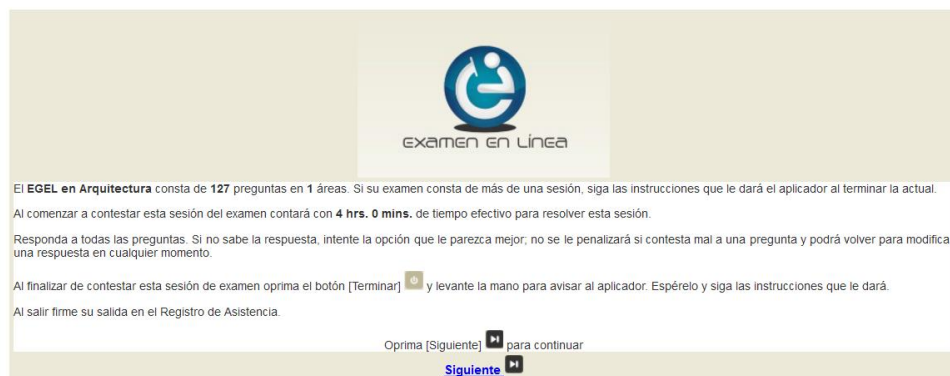 examen en Línea
El EGEL en Arquitectura consta de 127 preguntas en 1 áreas. Si su examen consta de más de una sesión, siga las instrucciones que le dará el aplicador al terminar la actual.
Al comenzar a contestar esta sesión del examen contará con 4 hrs. 0 mins. de tiempo efectivo para resolver esta sesión.
Responda a todas las preguntas. Si no sabe la respuesta, intente la opción que le parezca mejor; no se le penalizará si contesta mal a una pregunta y podrá volver para modifica
una respuesta en cualquier momento.
Al finalizar de contestar esta sesión de examen oprima el botón [Terminar] y levante la mano para avisar al aplicador. Espérelo y siga las instrucciones que le dará.
Al salir firme su salida en el Registro de Asistencia.
Oprima [Siguiente] para continuar
Siguiente